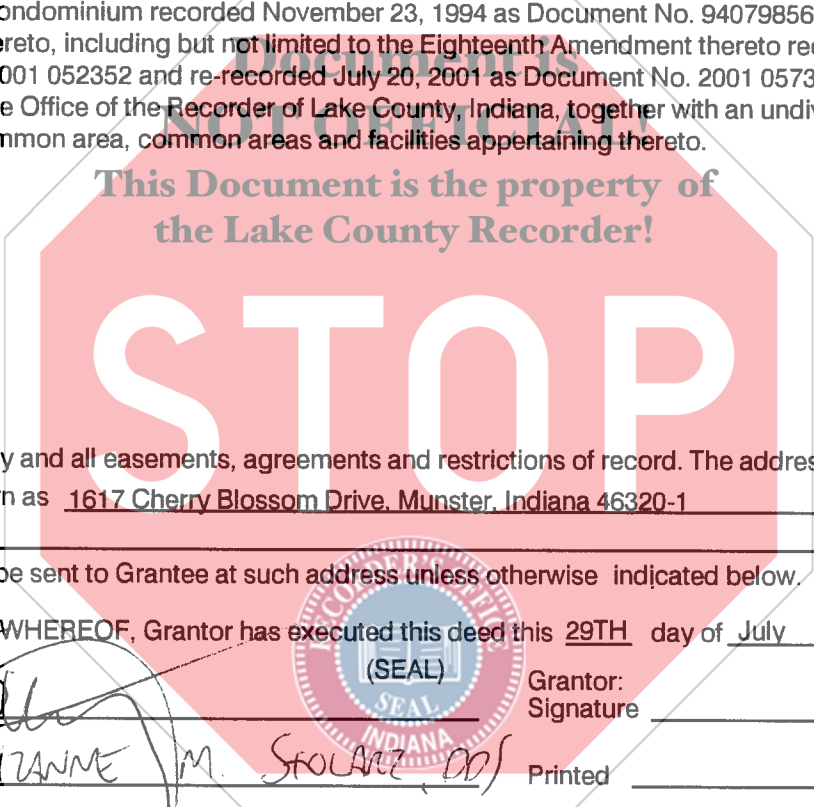 ondominium recorded November 23, 1994 as Document No. 94079856
ereto, including but not limited to the Eighteenth Amendment thereto rec
001 052352 and re-recorded July 20, 2001 as Document No. 2001 0573
e Office of the Recorder of Lake County, Indiana, together with an undiv
mmon area, common areas and facilities appertaining thereto.
Document is
NOT OFFICIAL!
This Document is the property of
the Lake County Recorder!
STOP
y and all easements, agreements and restrictions of record. The addres
n as 1617 Cherry Blossom Drive, Munster, Indiana 46320-1
be sent to Grantee at such address unless otherwise indicated below.
WHEREOF, Grantor has executed this deed this 29TH day of July
(SEAL)
Grantor:
Signature
RECORDER'S OFFICE
SEAL
INDIANA
ZANNE M. STOLARZ, DDS
Printed